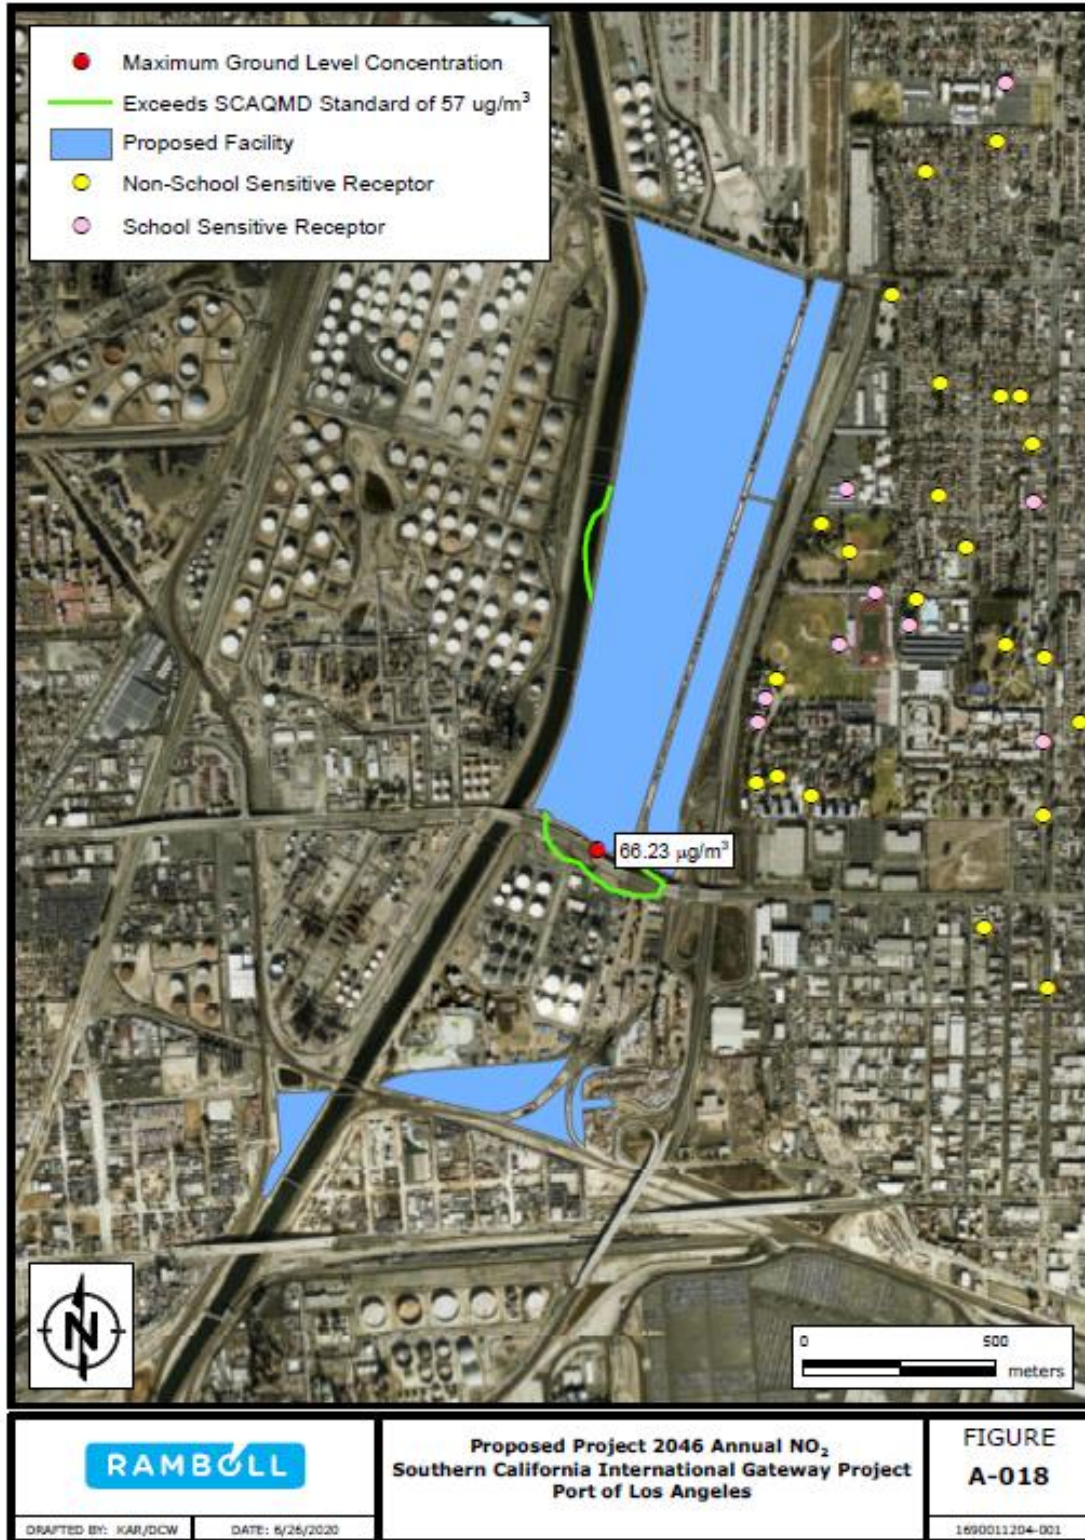 Maximum Ground Level Concentration
Exceeds SCAQMD Standard of 57 ug/m³
Proposed Facility
Non-School Sensitive Receptor
School Sensitive Receptor
66.23 µg/m³
N
0 500
meters
RAMBOLL
DRAFTED BY: KAR/DCW DATE: 6/26/2020
Proposed Project 2046 Annual NO₂
Southern California International Gateway Project
Port of Los Angeles
FIGURE
A-018
1690011204-001